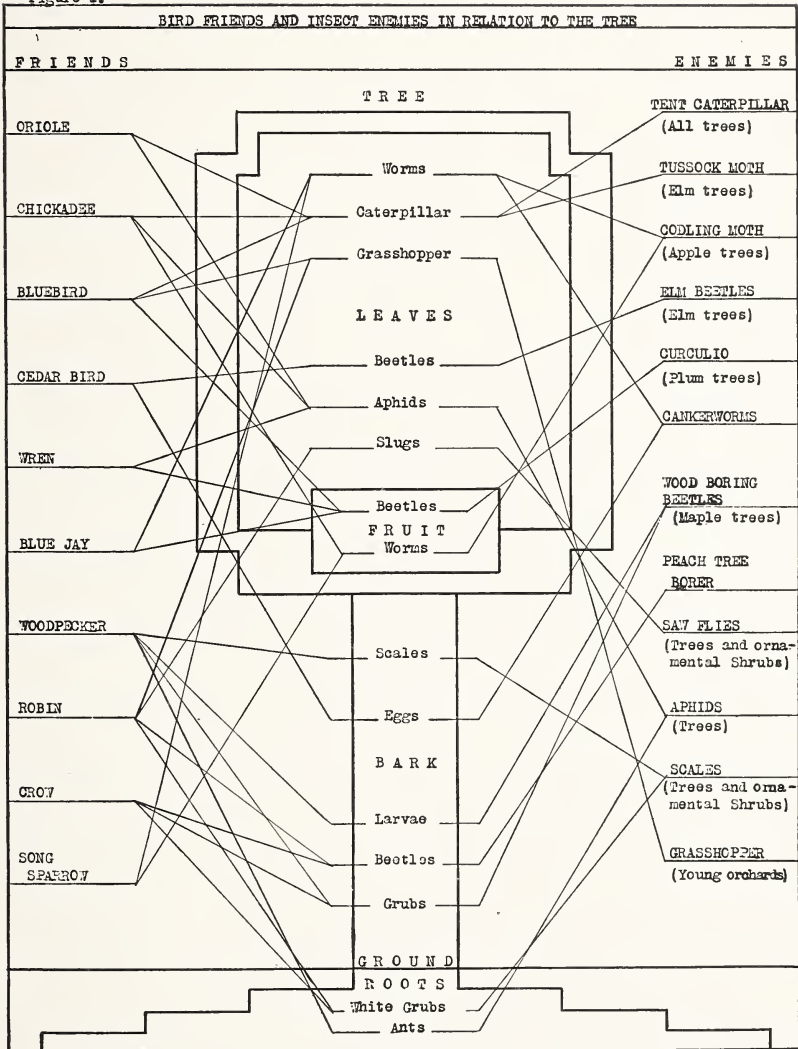 BIRD FRIENDS AND INSECT ENEMIES IN RELATION TO THE TREE
FRIENDS
ENEMIES
TREE
ORIOLE
CHICKADEE
BLUEBIRD
CEDAR BIRD
WREN
BLUE JAY
WOODPECKER
ROBIN
CROW
SONG
SPARROW
Worms
Caterpillar
Grasshopper
LEAVES
Beetles
Aphids
Slugs
Beetles
FRUIT
Worms
Scales
Eggs
BARK
Larvae
Beetles
Grubs
GROUND
ROOTS
White Grubs
Ants
TENT CATERPILLAR
(All trees)
TUSSOCK MOTH
(Elm trees)
CODLING MOTH
(Apple trees)
ELM BEETLES
(Elm trees)
CURCULIO
(Plum trees)
CANKERWORMS
WOOD BORING
BEETLES
(Maple trees)
PEACH TREE
BORER
SAW FLIES
(Trees and orna-
mental Shrubs)
APHIDS
(Trees)
SCALES
(Trees and orna-
mental Shrubs)
GRASSHOPPER
(Young orchards)